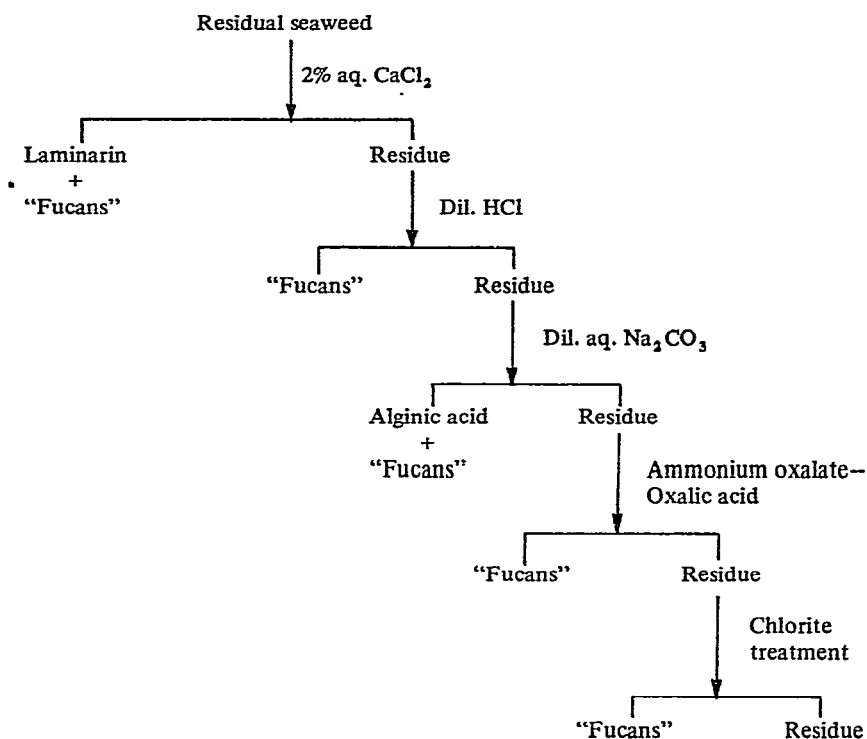 Residual seaweed
2% aq. CaCl₂
Laminarin
+
“Fucans”
Residue
Dil. HCl
“Fucans”
Residue
Dil. aq. Na₂CO₃
Alginic acid
+
“Fucans”
Residue
Ammonium oxalate–
Oxalic acid
“Fucans”
Residue
Chlorite
treatment
“Fucans”
Residue